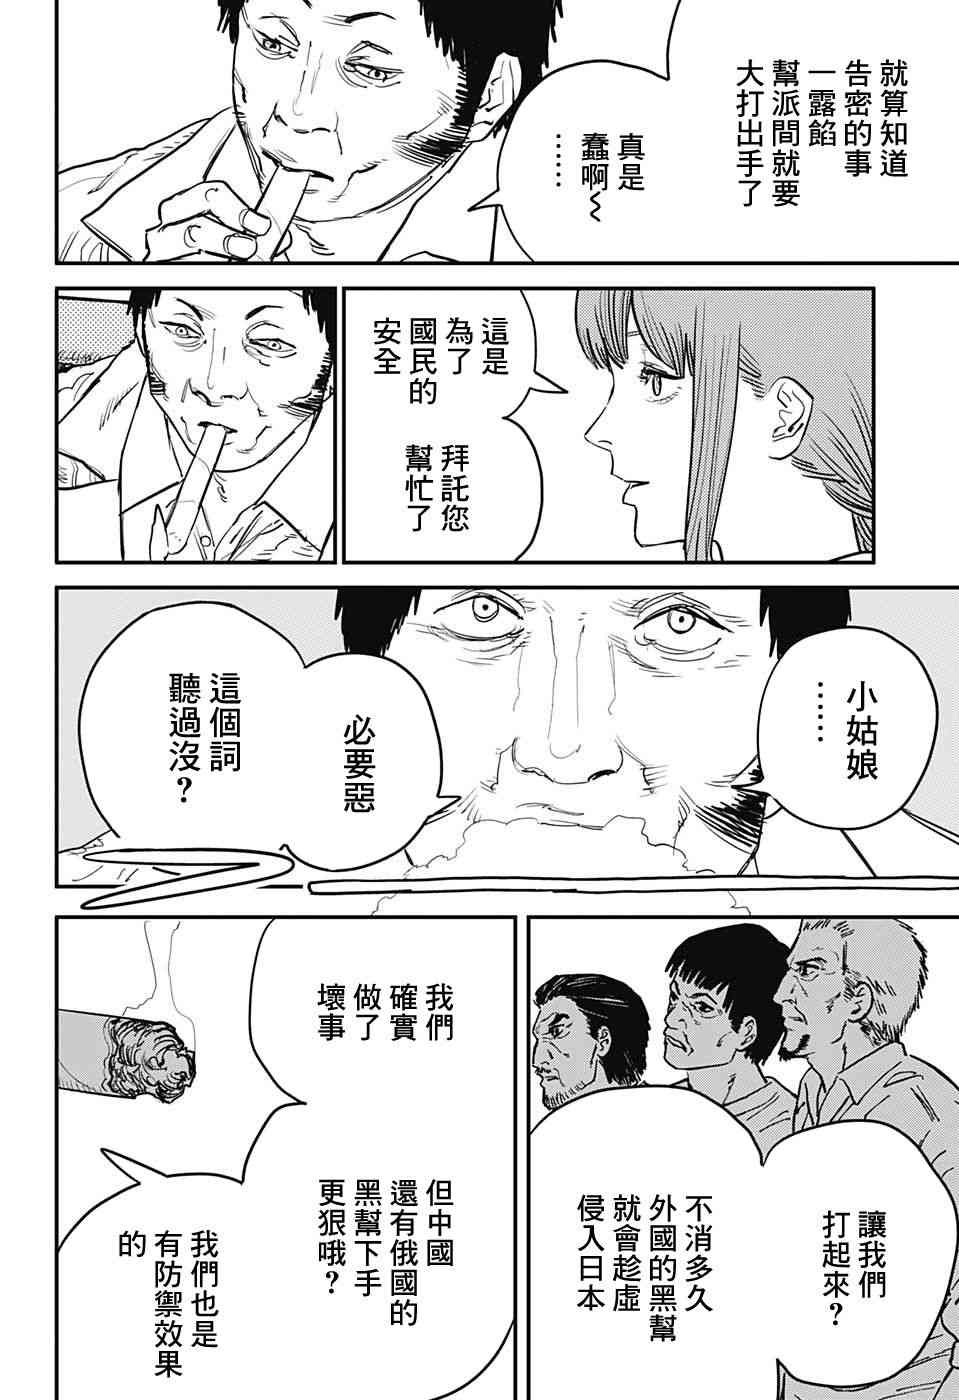 就算知道
告密的事
一露餡
幫派間就要
大打出手了
真是
蠢啊～
……
這是
為了
國民的
安全
拜託您
幫忙了
小姑娘
……
必要惡
這個詞
聽過沒？
讓我們
打起來？
不消多久
外國的黑幫
就會趁虛
侵入日本
我們
確實
做了
壞事
但中國
還有俄國的
黑幫下手
更狠哦？
我們也是
有防禦效果
的